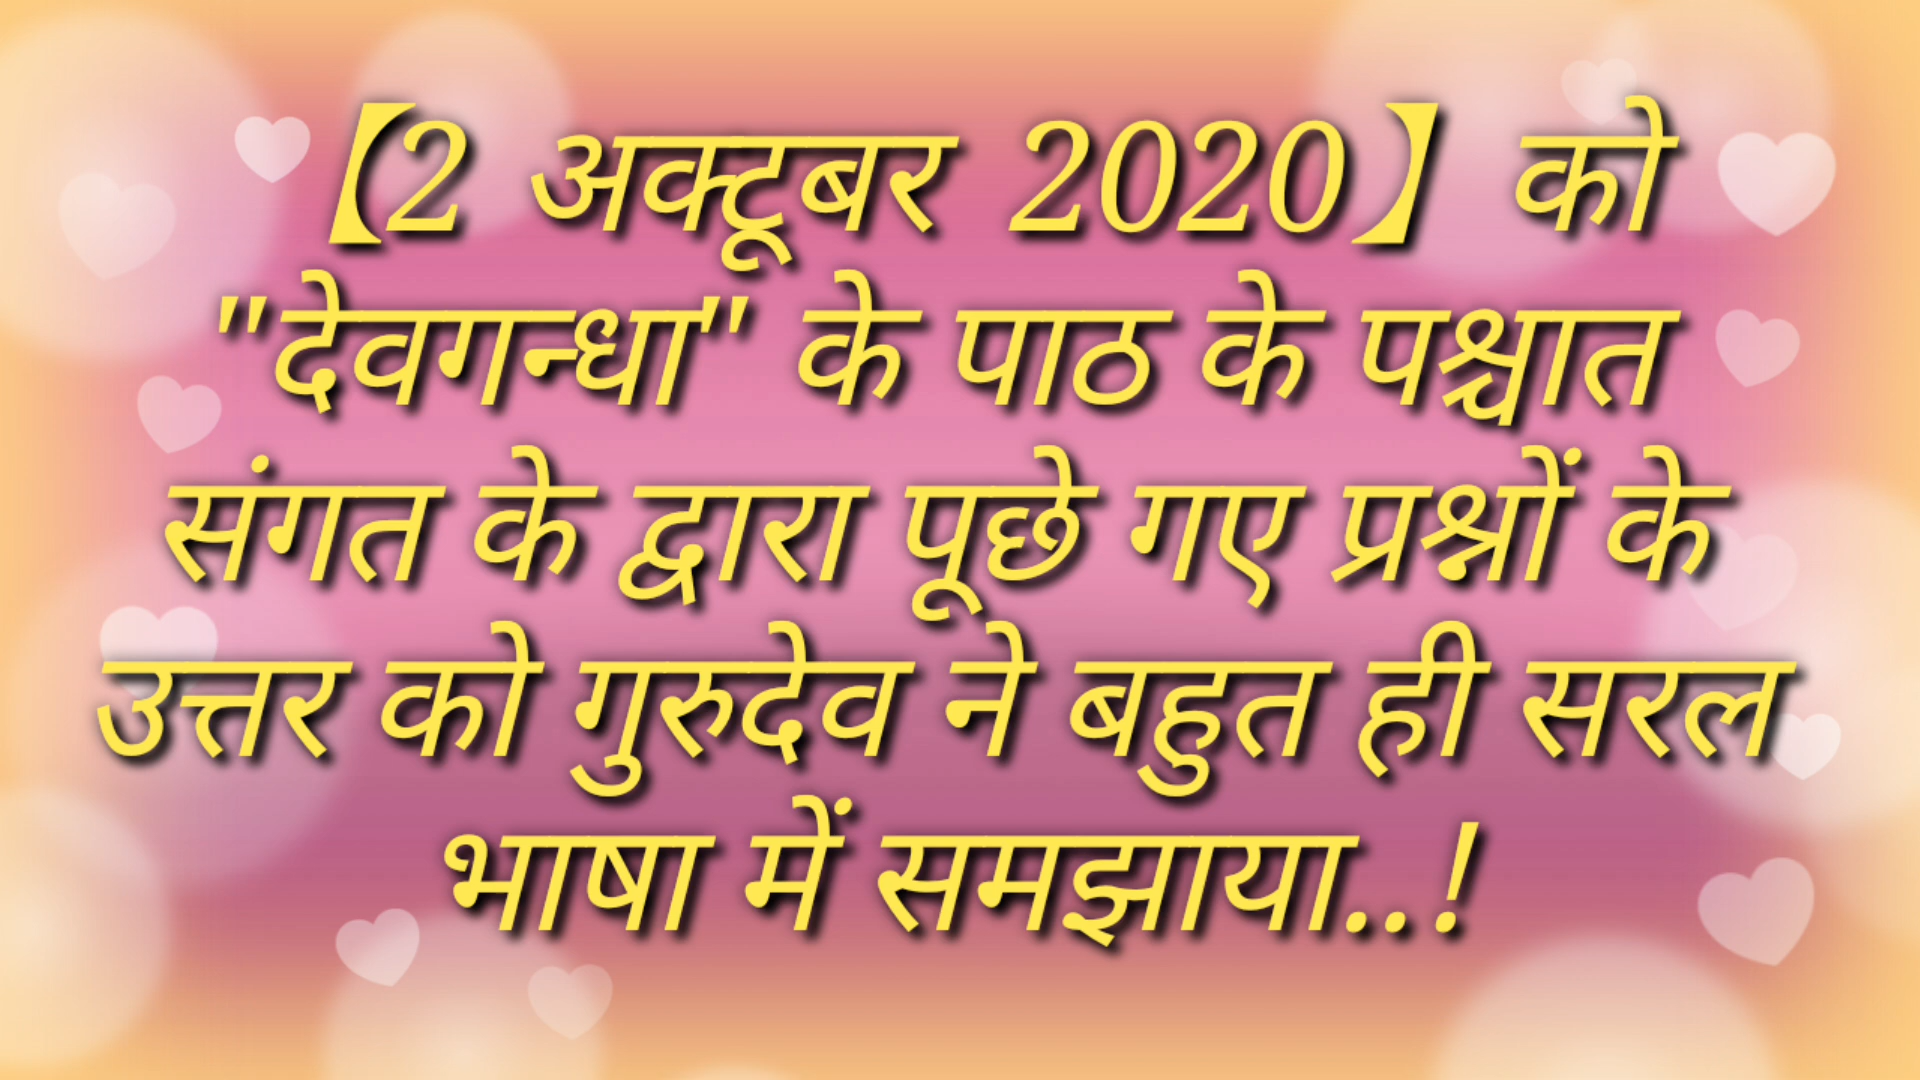 【2 अक्टूबर 2020】को
"देवगन्धा" के पाठ के पश्चात
संगत के द्वारा पूछे गए प्रश्नों के
उत्तर को गुरुदेव ने बहुत ही सरल
भाषा में समझाया..!